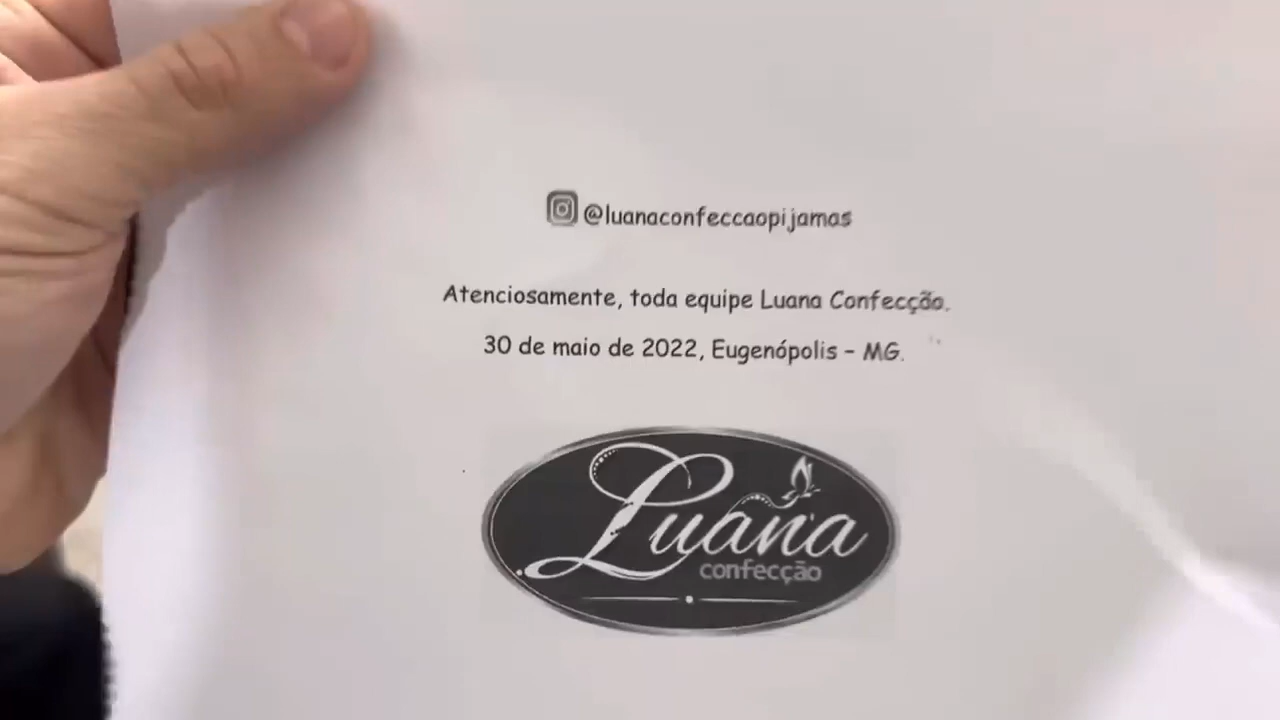 @luanaconfeccaopijamas
Atenciosamente, toda equipe Luana Confecção.
30 de maio de 2022, Eugenópolis - MG.
Luana
confecção